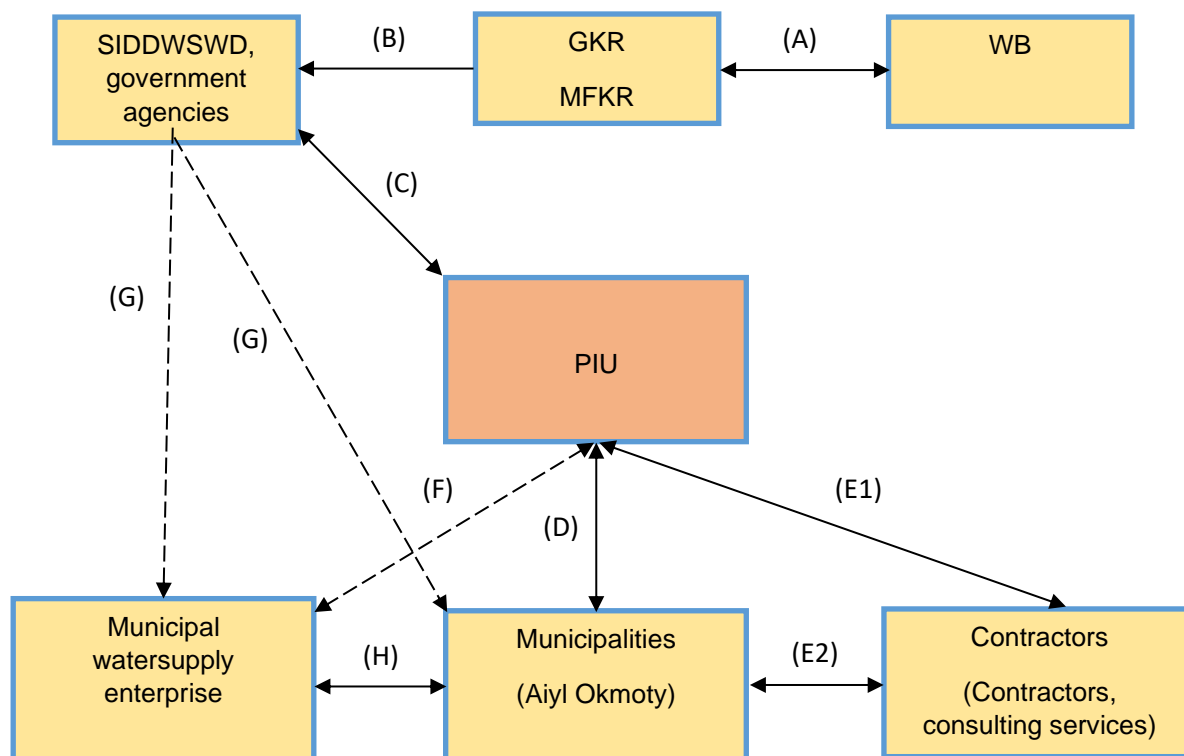 SIDDWSWD,
government
agencies
(B)
GKR
MFKR
(A)
WB
(C)
(G)
(G)
PIU
(F)
(D)
(E1)
Municipal
watersupply
enterprise
(H)
Municipalities
(Aiyl Okmoty)
(E2)
Contractors
(Contractors,
consulting services)